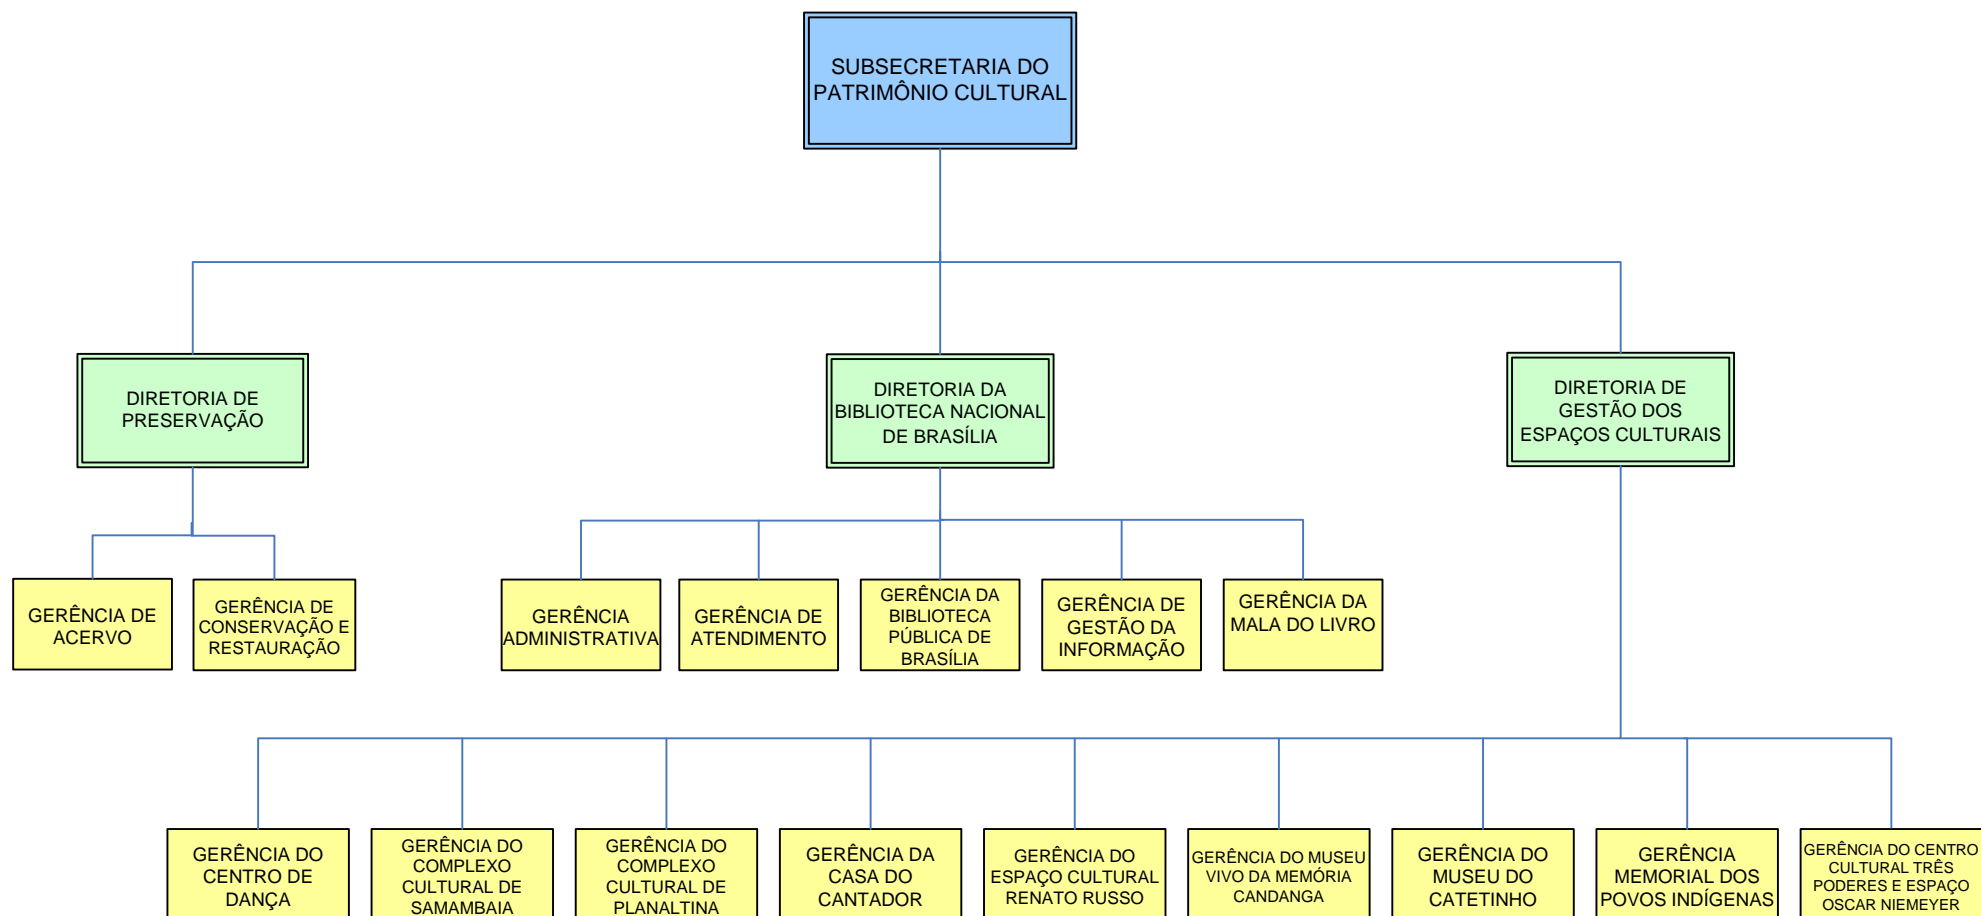 SUBSECRETARIA DO
PATRIMÔNIO CULTURAL
DIRETORIA DE
PRESERVAÇÃO
DIRETORIA DA
BIBLIOTECA NACIONAL
DE BRASÍLIA
DIRETORIA DE
GESTÃO DOS
ESPAÇOS CULTURAIS
GERÊNCIA DE
ACERVO
GERÊNCIA DE
CONSERVAÇÃO E
RESTAURAÇÃO
GERÊNCIA
ADMINISTRATIVA
GERÊNCIA DE
ATENDIMENTO
GERÊNCIA DA
BIBLIOTECA
PÚBLICA DE
BRASÍLIA
GERÊNCIA DE
GESTÃO DA
INFORMAÇÃO
GERÊNCIA DA
MALA DO LIVRO
GERÊNCIA DO
CENTRO DE
DANÇA
GERÊNCIA DO
COMPLEXO
CULTURAL DE
SAMAMBAIA
GERÊNCIA DO
COMPLEXO
CULTURAL DE
PLANALTINA
GERÊNCIA DA
CASA DO
CANTADOR
GERÊNCIA DO
ESPAÇO CULTURAL
RENATO RUSSO
GERÊNCIA DO MUSEU
VIVO DA MEMÓRIA
CANDANGA
GERÊNCIA DO
MUSEU DO
CATETINHO
GERÊNCIA
MEMORIAL DOS
POVOS INDÍGENAS
GERÊNCIA DO CENTRO
CULTURAL TRÊS
PODERES E ESPAÇO
OSCAR NIEMEYER